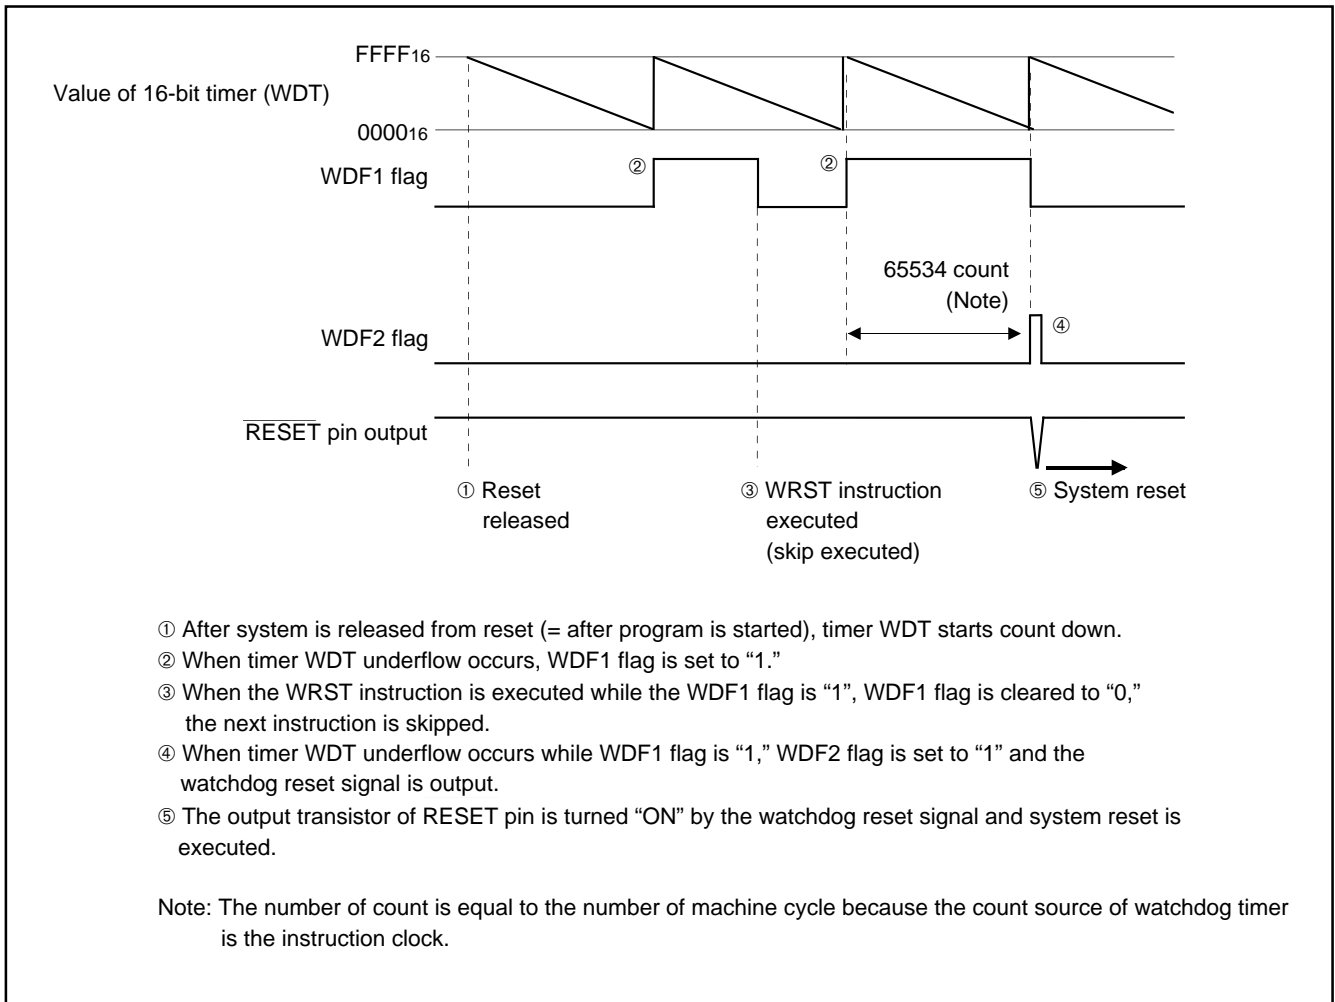 FFFF16
Value of 16-bit timer (WDT)
000016
WDF1 flag
②
②
65534 count
(Note)
WDF2 flag
④
RESET pin output
① Reset
released
③ WRST instruction
executed
(skip executed)
⑤ System reset
① After system is released from reset (= after program is started), timer WDT starts count down.
② When timer WDT underflow occurs, WDF1 flag is set to “1.”
③ When the WRST instruction is executed while the WDF1 flag is “1”, WDF1 flag is cleared to “0,”
the next instruction is skipped.
④ When timer WDT underflow occurs while WDF1 flag is “1,” WDF2 flag is set to “1” and the
watchdog reset signal is output.
⑤ The output transistor of RESET pin is turned “ON” by the watchdog reset signal and system reset is
executed.
Note: The number of count is equal to the number of machine cycle because the count source of watchdog timer
is the instruction clock.